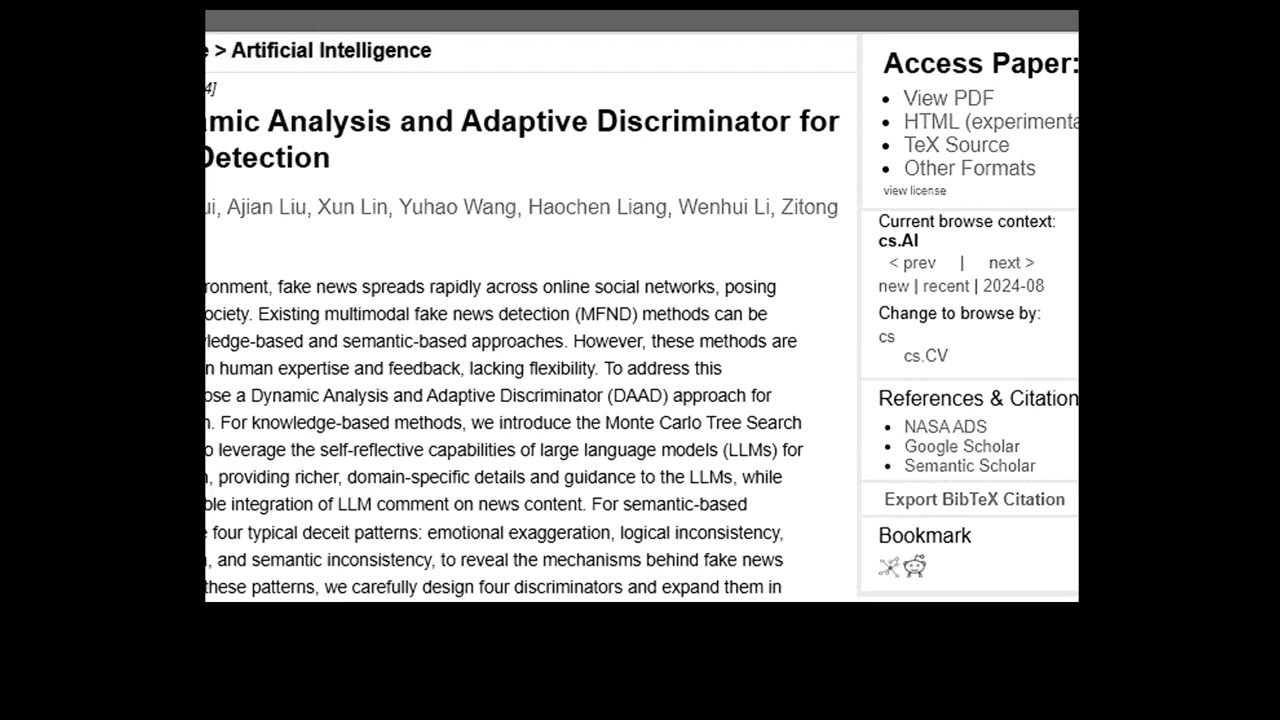 > Artificial Intelligence
4]
Analysis and Adaptive Discriminator for
Detection
Ajian Liu, Xun Lin, Yuhao Wang, Haochen Liang, Wenhui Li, Zitong
fake news spreads rapidly across online social networks, posing
Existing multimodal fake news detection (MFND) methods can be
and semantic-based approaches. However, these methods are
human expertise and feedback, lacking flexibility. To address this
a Dynamic Analysis and Adaptive Discriminator (DAAD) approach for
For knowledge-based methods, we introduce the Monte Carlo Tree Search
leverage the self-reflective capabilities of large language models (LLMs) for
providing richer, domain-specific details and guidance to the LLMs, while
integration of LLM comment on news content. For semantic-based
four typical deceit patterns: emotional exaggeration, logical inconsistency,
and semantic inconsistency, to reveal the mechanisms behind fake news
these patterns, we carefully design four discriminators and expand them in
Access Paper:
View PDF
HTML
TeX Source
Other Formats
view license
Current browse context:
cs.AI
< prev | next >
new | recent | 2024-08
Change to browse by:
cs
cs.CV
References & Citation
NASA ADS
Google Scholar
Semantic Scholar
Export BibTeX Citation
Bookmark